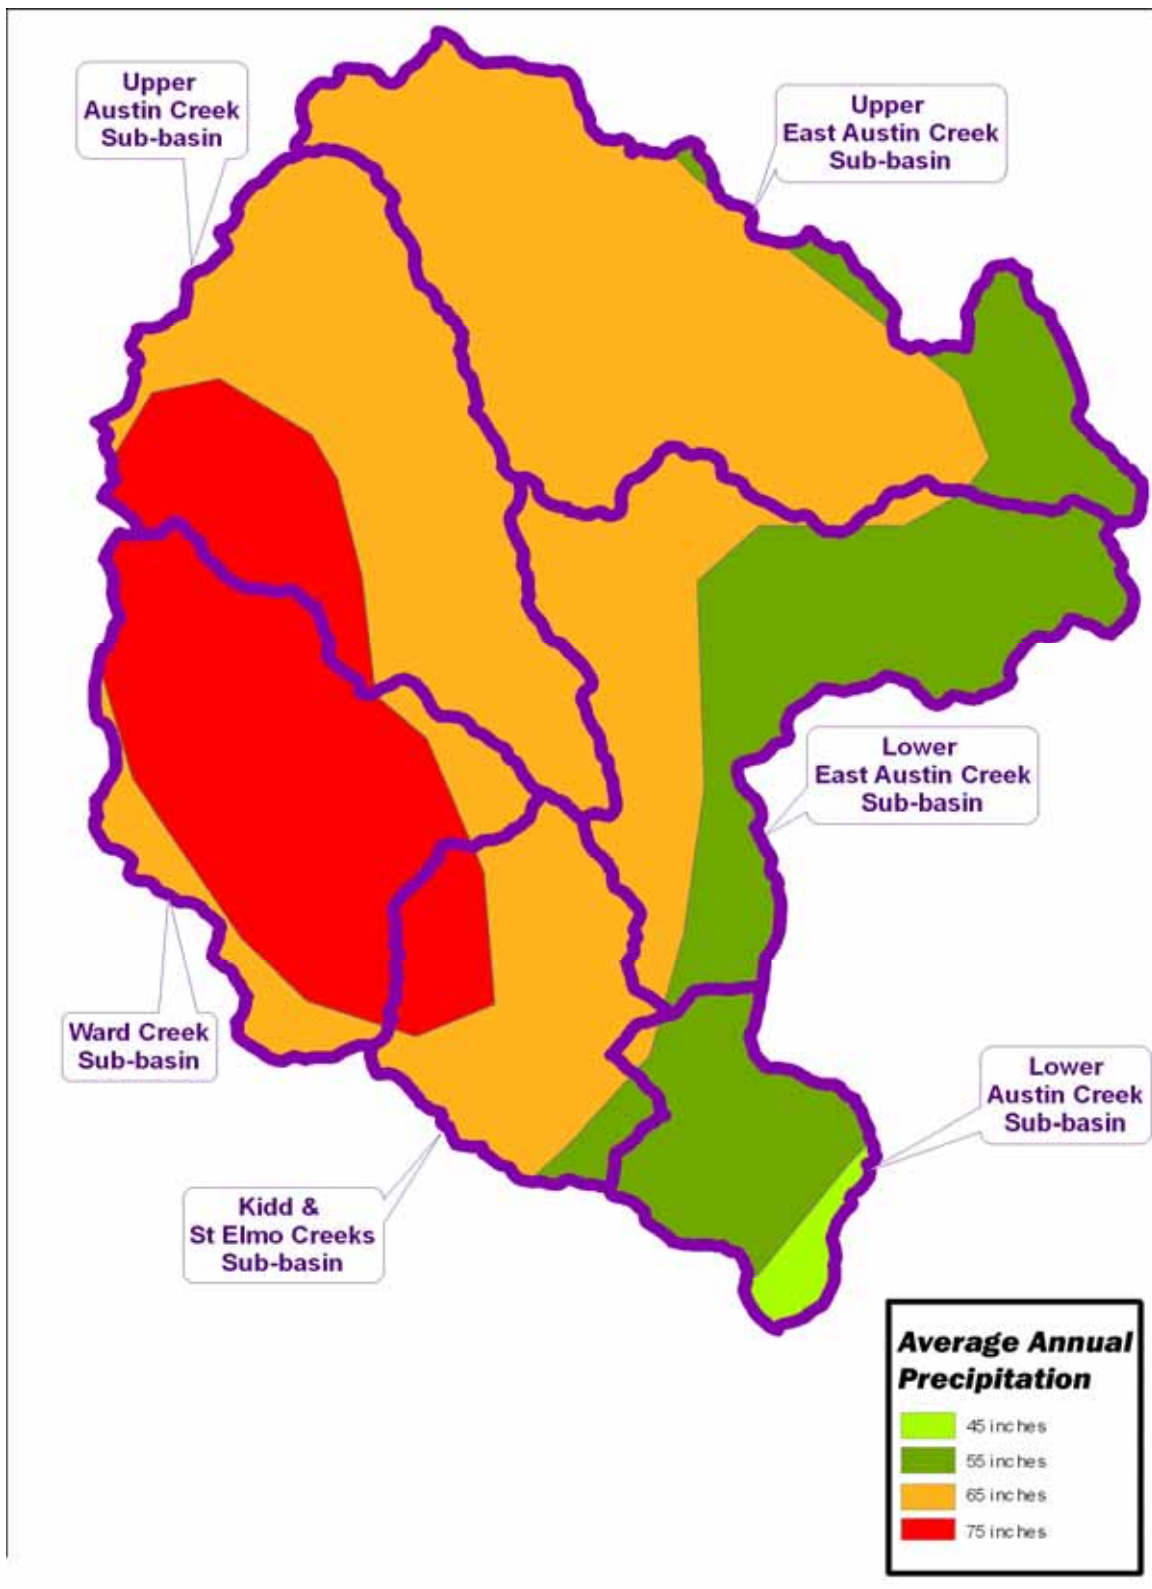 Upper
Austin Creek
Sub-basin
Upper
East Austin Creek
Sub-basin
Lower
East Austin Creek
Sub-basin
Ward Creek
Sub-basin
Lower
Austin Creek
Sub-basin
Kidd &
St Elmo Creeks
Sub-basin
Average Annual
Precipitation
45 inches
55 inches
65 inches
75 inches